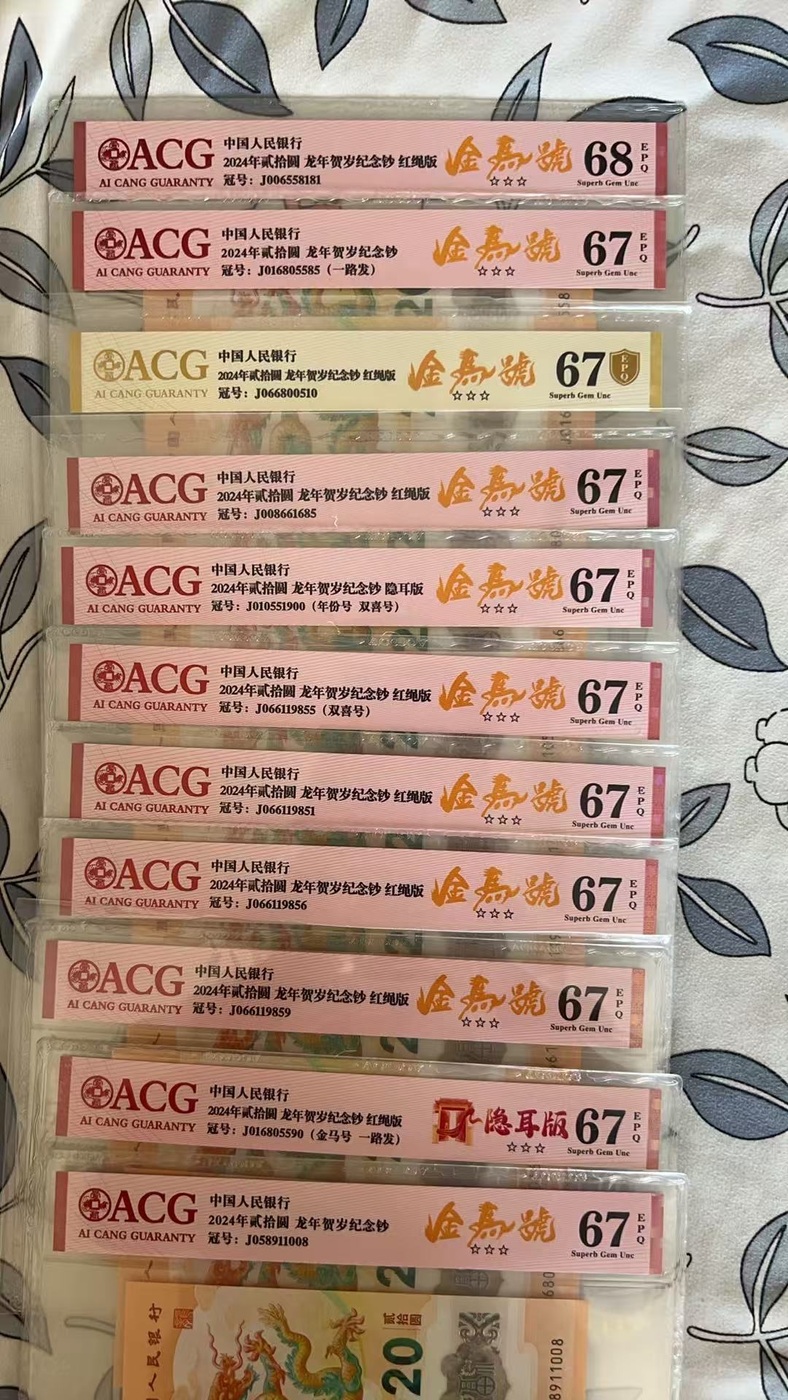 ACG
AI CANG GUARANTY
中国人民银行
2024年贰拾圆 龙年贺岁纪念钞 红绳版
冠号：J006558181
金馬號
☆☆☆
68
EPQ
Superb Gem Unc
ACG
AI CANG GUARANTY
中国人民银行
2024年贰拾圆 龙年贺岁纪念钞
冠号：J016805585（一路发）
金馬號
☆☆☆
67
EPQ
Superb Gem Unc
ACG
AI CANG GUARANTY
中国人民银行
2024年贰拾圆 龙年贺岁纪念钞 红绳版
冠号：J066800510
金馬號
☆☆☆
67
EPQ
Superb Gem Unc
ACG
AI CANG GUARANTY
中国人民银行
2024年贰拾圆 龙年贺岁纪念钞 红绳版
冠号：J008661685
金馬號
☆☆☆
67
EPQ
Superb Gem Unc
ACG
AI CANG GUARANTY
中国人民银行
2024年贰拾圆 龙年贺岁纪念钞 隐耳版
冠号：J010551900（年份号 双喜号）
金馬號
☆☆☆
67
EPQ
Superb Gem Unc
ACG
AI CANG GUARANTY
中国人民银行
2024年贰拾圆 龙年贺岁纪念钞 红绳版
冠号：J066119855（双喜号）
金馬號
☆☆☆
67
EPQ
Superb Gem Unc
ACG
AI CANG GUARANTY
中国人民银行
2024年贰拾圆 龙年贺岁纪念钞 红绳版
冠号：J066119851
金馬號
☆☆☆
67
EPQ
Superb Gem Unc
ACG
AI CANG GUARANTY
中国人民银行
2024年贰拾圆 龙年贺岁纪念钞 红绳版
冠号：J066119856
金馬號
☆☆☆
67
EPQ
Superb Gem Unc
ACG
AI CANG GUARANTY
中国人民银行
2024年贰拾圆 龙年贺岁纪念钞 红绳版
冠号：J066119859
金馬號
☆☆☆
67
EPQ
Superb Gem Unc
ACG
AI CANG GUARANTY
中国人民银行
2024年贰拾圆 龙年贺岁纪念钞 红绳版
冠号：J016805590（金马号 一路发）
隐耳版
☆☆☆
67
EPQ
Superb Gem Unc
ACG
AI CANG GUARANTY
中国人民银行
2024年贰拾圆 龙年贺岁纪念钞
冠号：J058911008
金馬號
☆☆☆
67
EPQ
Superb Gem Unc
人民银行
贰拾圆
20
8911008